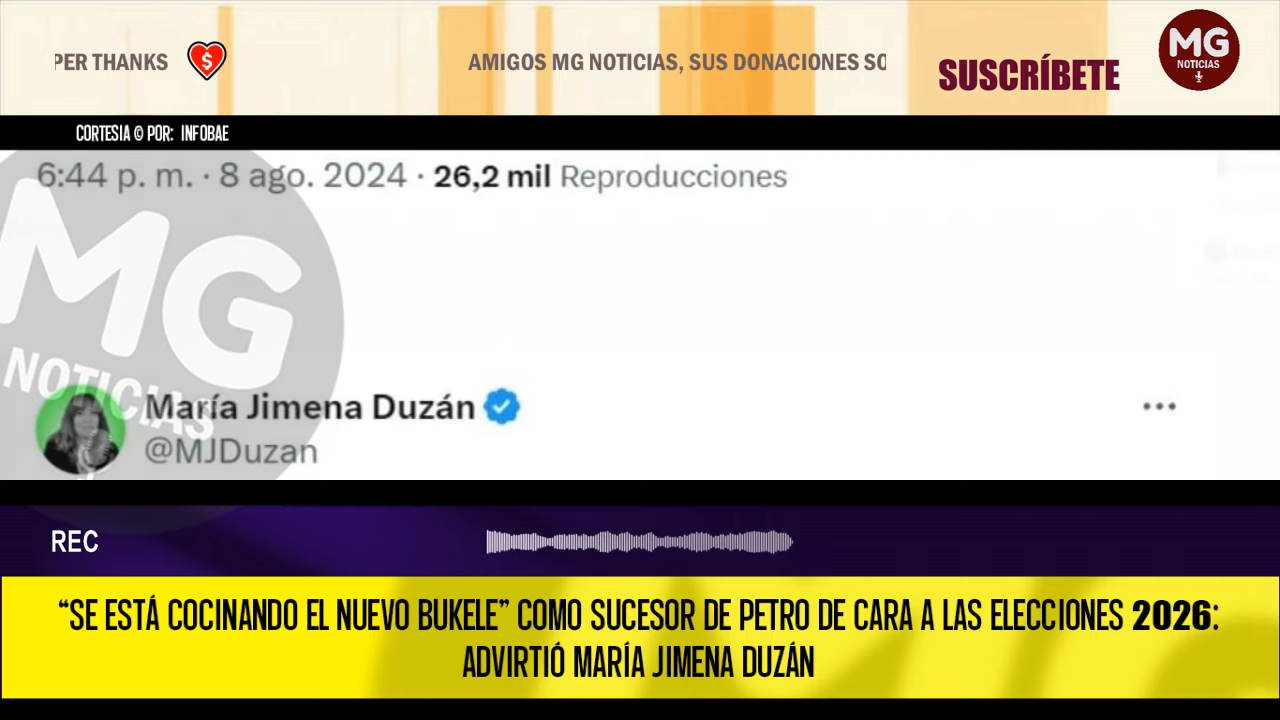 PER THANKS
AMIGOS MG NOTICIAS, SUS DONACIONES SO
SUSCRÍBETE
MG
NOTICIAS
CORTESIA © POR: INFOBAE
6:44 p. m. · 8 ago. 2024 · 26,2 mil Reproducciones
MG
NOTICIAS
María Jimena Duzán
@MJDuzan
REC
“SE ESTÁ COCINANDO EL NUEVO BUKELE” COMO SUCESOR DE PETRO DE CARA A LAS ELECCIONES 2026:
ADVIRTIÓ MARÍA JIMENA DUZÁN